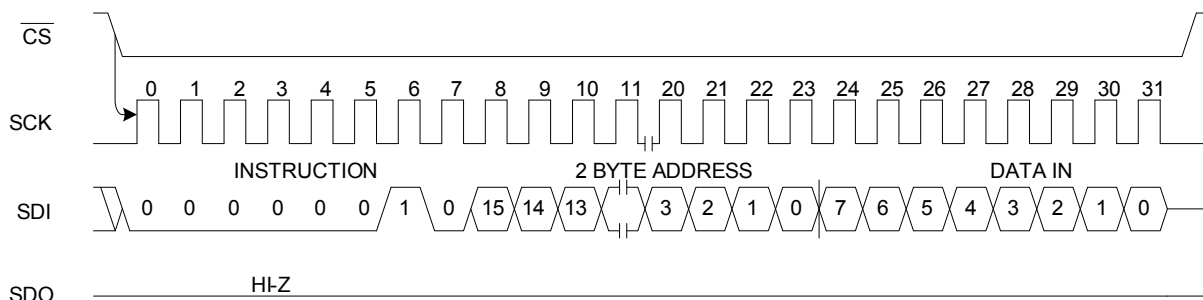 CS
0 1 2 3 4 5 6 7 8 9 10 11 20 21 22 23 24 25 26 27 28 29 30 31
SCK
INSTRUCTION 2 BYTE ADDRESS DATA IN
SDI 0 0 0 0 0 0 1 0 15 14 13 3 2 1 0 7 6 5 4 3 2 1 0
HI-Z
SDO